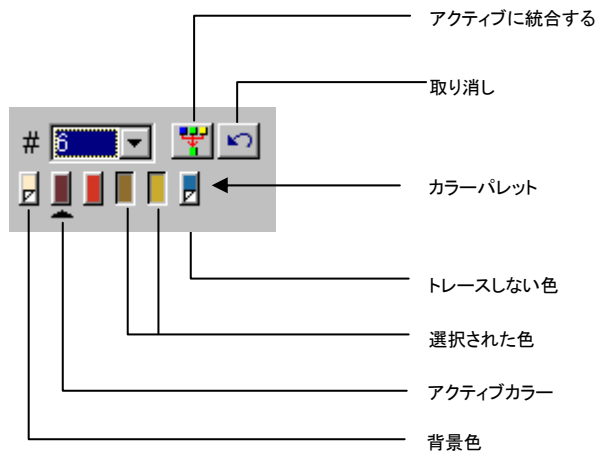 アクティブに統合する
取り消し
# 6
カラーパレット
トレースしない色
選択された色
アクティブカラー
背景色